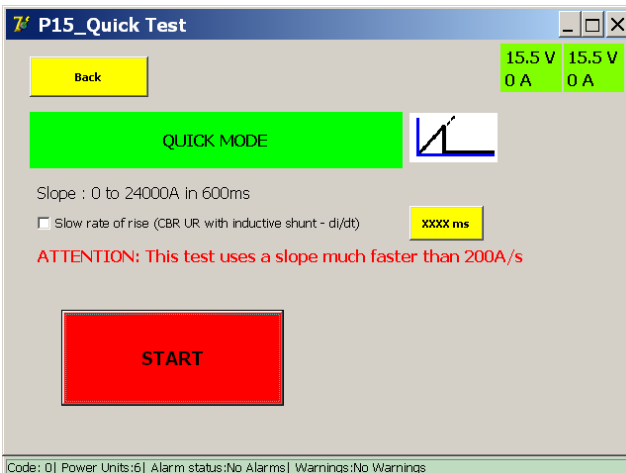 P15_Quick Test
Back
15.5 V 15.5 V
0 A 0 A
QUICK MODE
Slope : 0 to 24000A in 600ms
Slow rate of rise (CBR UR with inductive shunt - di/dt)
XXXX ms
ATTENTION: This test uses a slope much faster than 200A/s
START
Code: 0| Power Units:6| Alarm status:No Alarms| Warnings:No Warnings